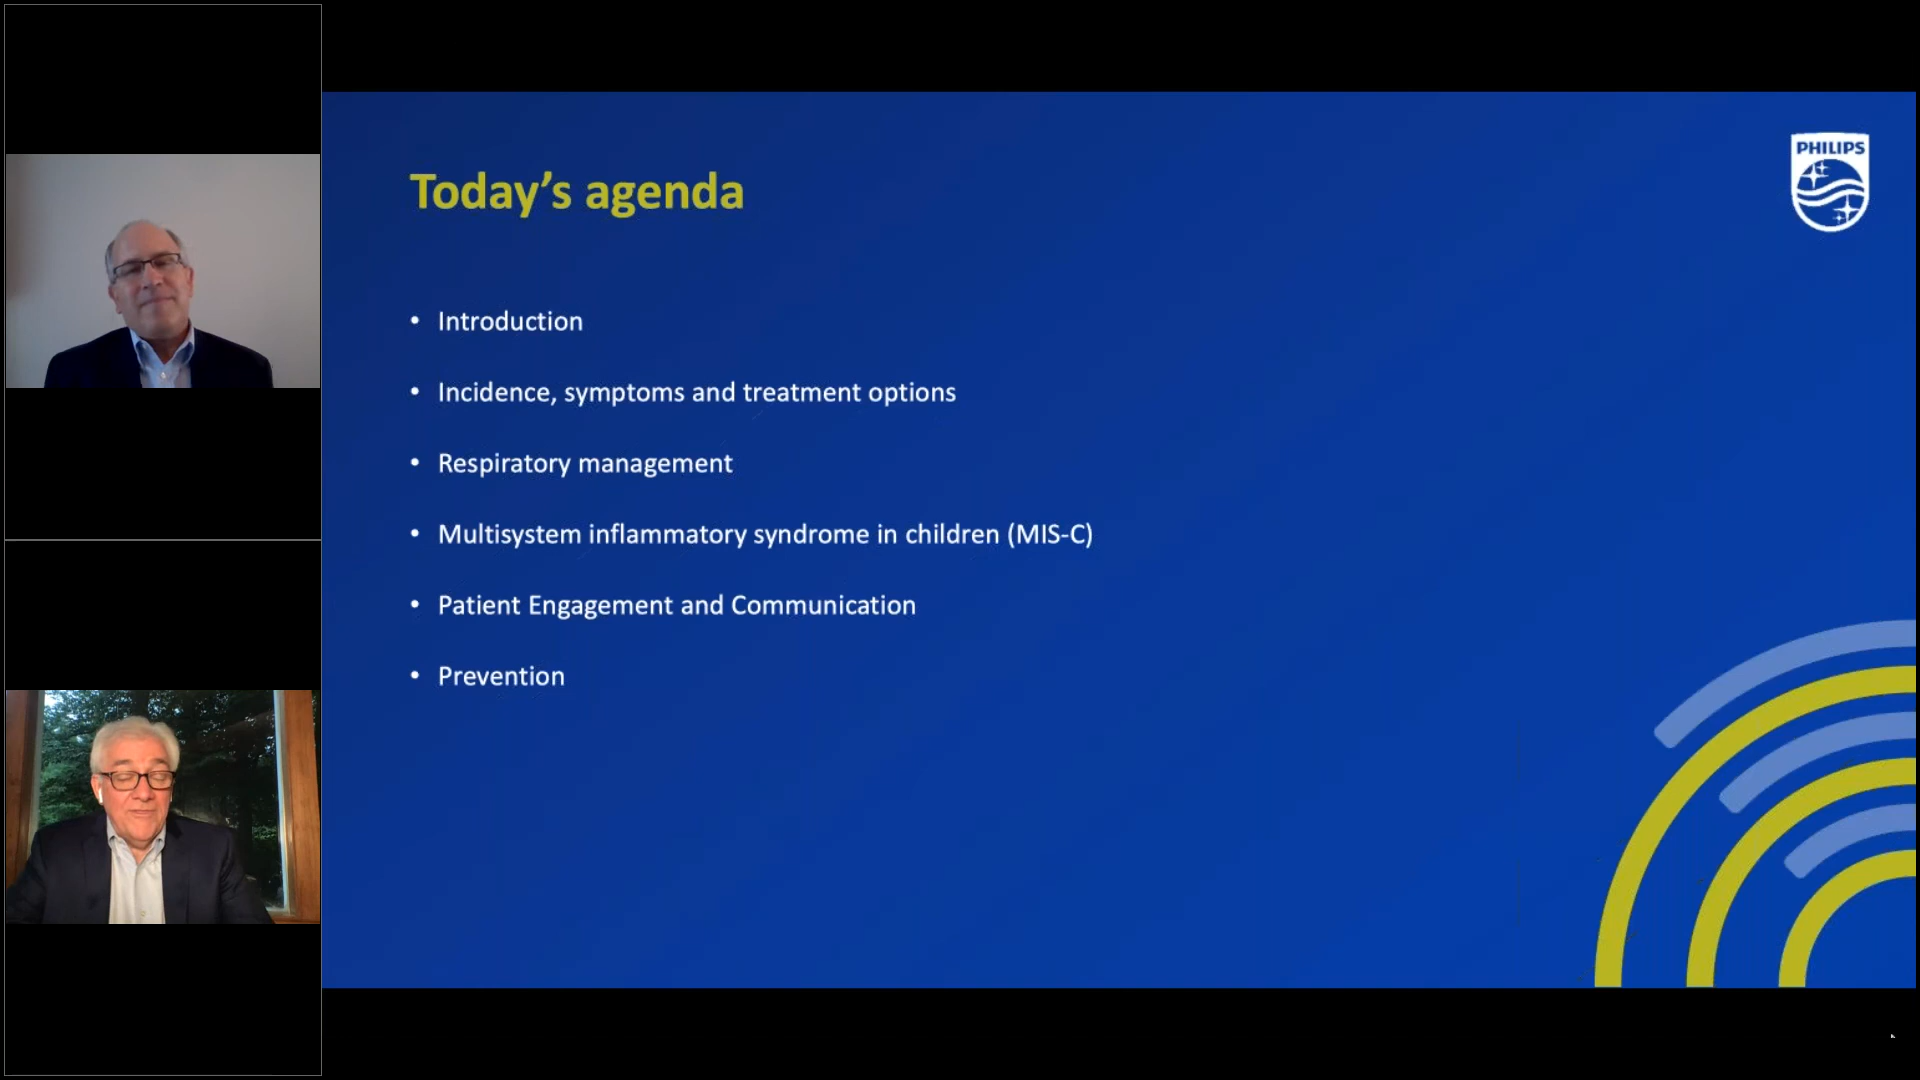 Today’s agenda
PHILIPS
• Introduction
• Incidence, symptoms and treatment options
• Respiratory management
• Multisystem inflammatory syndrome in children (MIS-C)
• Patient Engagement and Communication
• Prevention